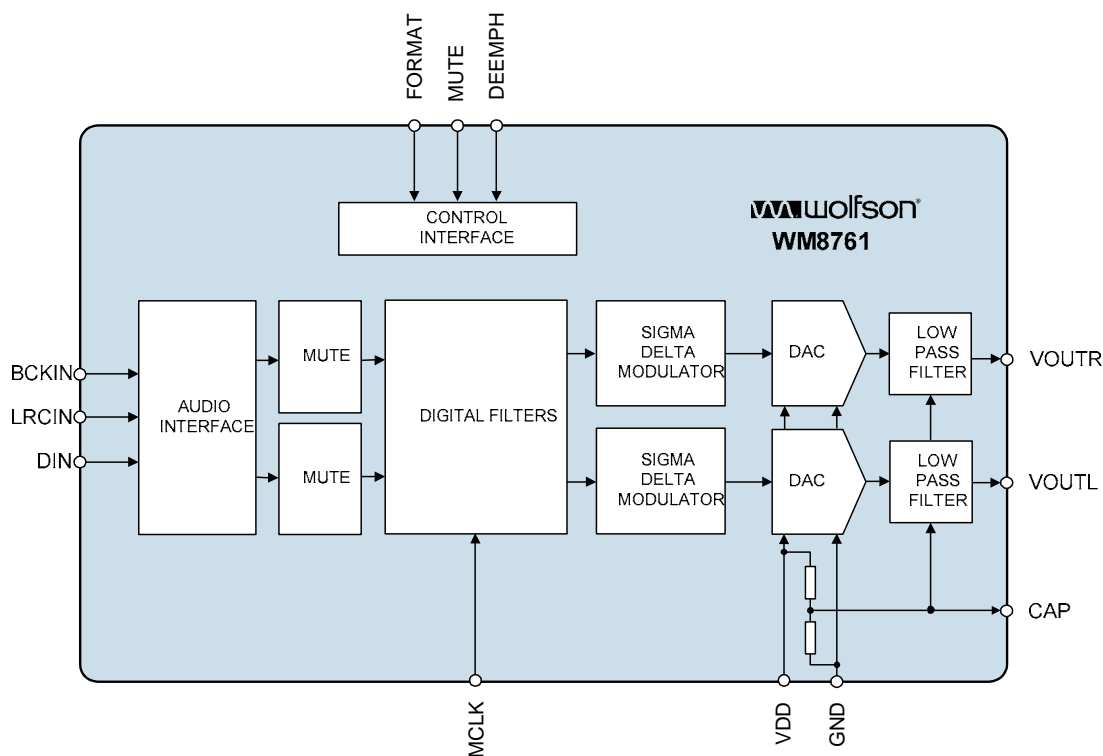 FORMAT
MUTE
DEEMPH
CONTROL
INTERFACE
wolfson®
WM8761
BCKIN
LRCIN
DIN
AUDIO
INTERFACE
MUTE
MUTE
DIGITAL FILTERS
SIGMA
DELTA
MODULATOR
SIGMA
DELTA
MODULATOR
DAC
DAC
LOW
PASS
FILTER
LOW
PASS
FILTER
VOUTR
VOUTL
CAP
MCLK
VDD
GND